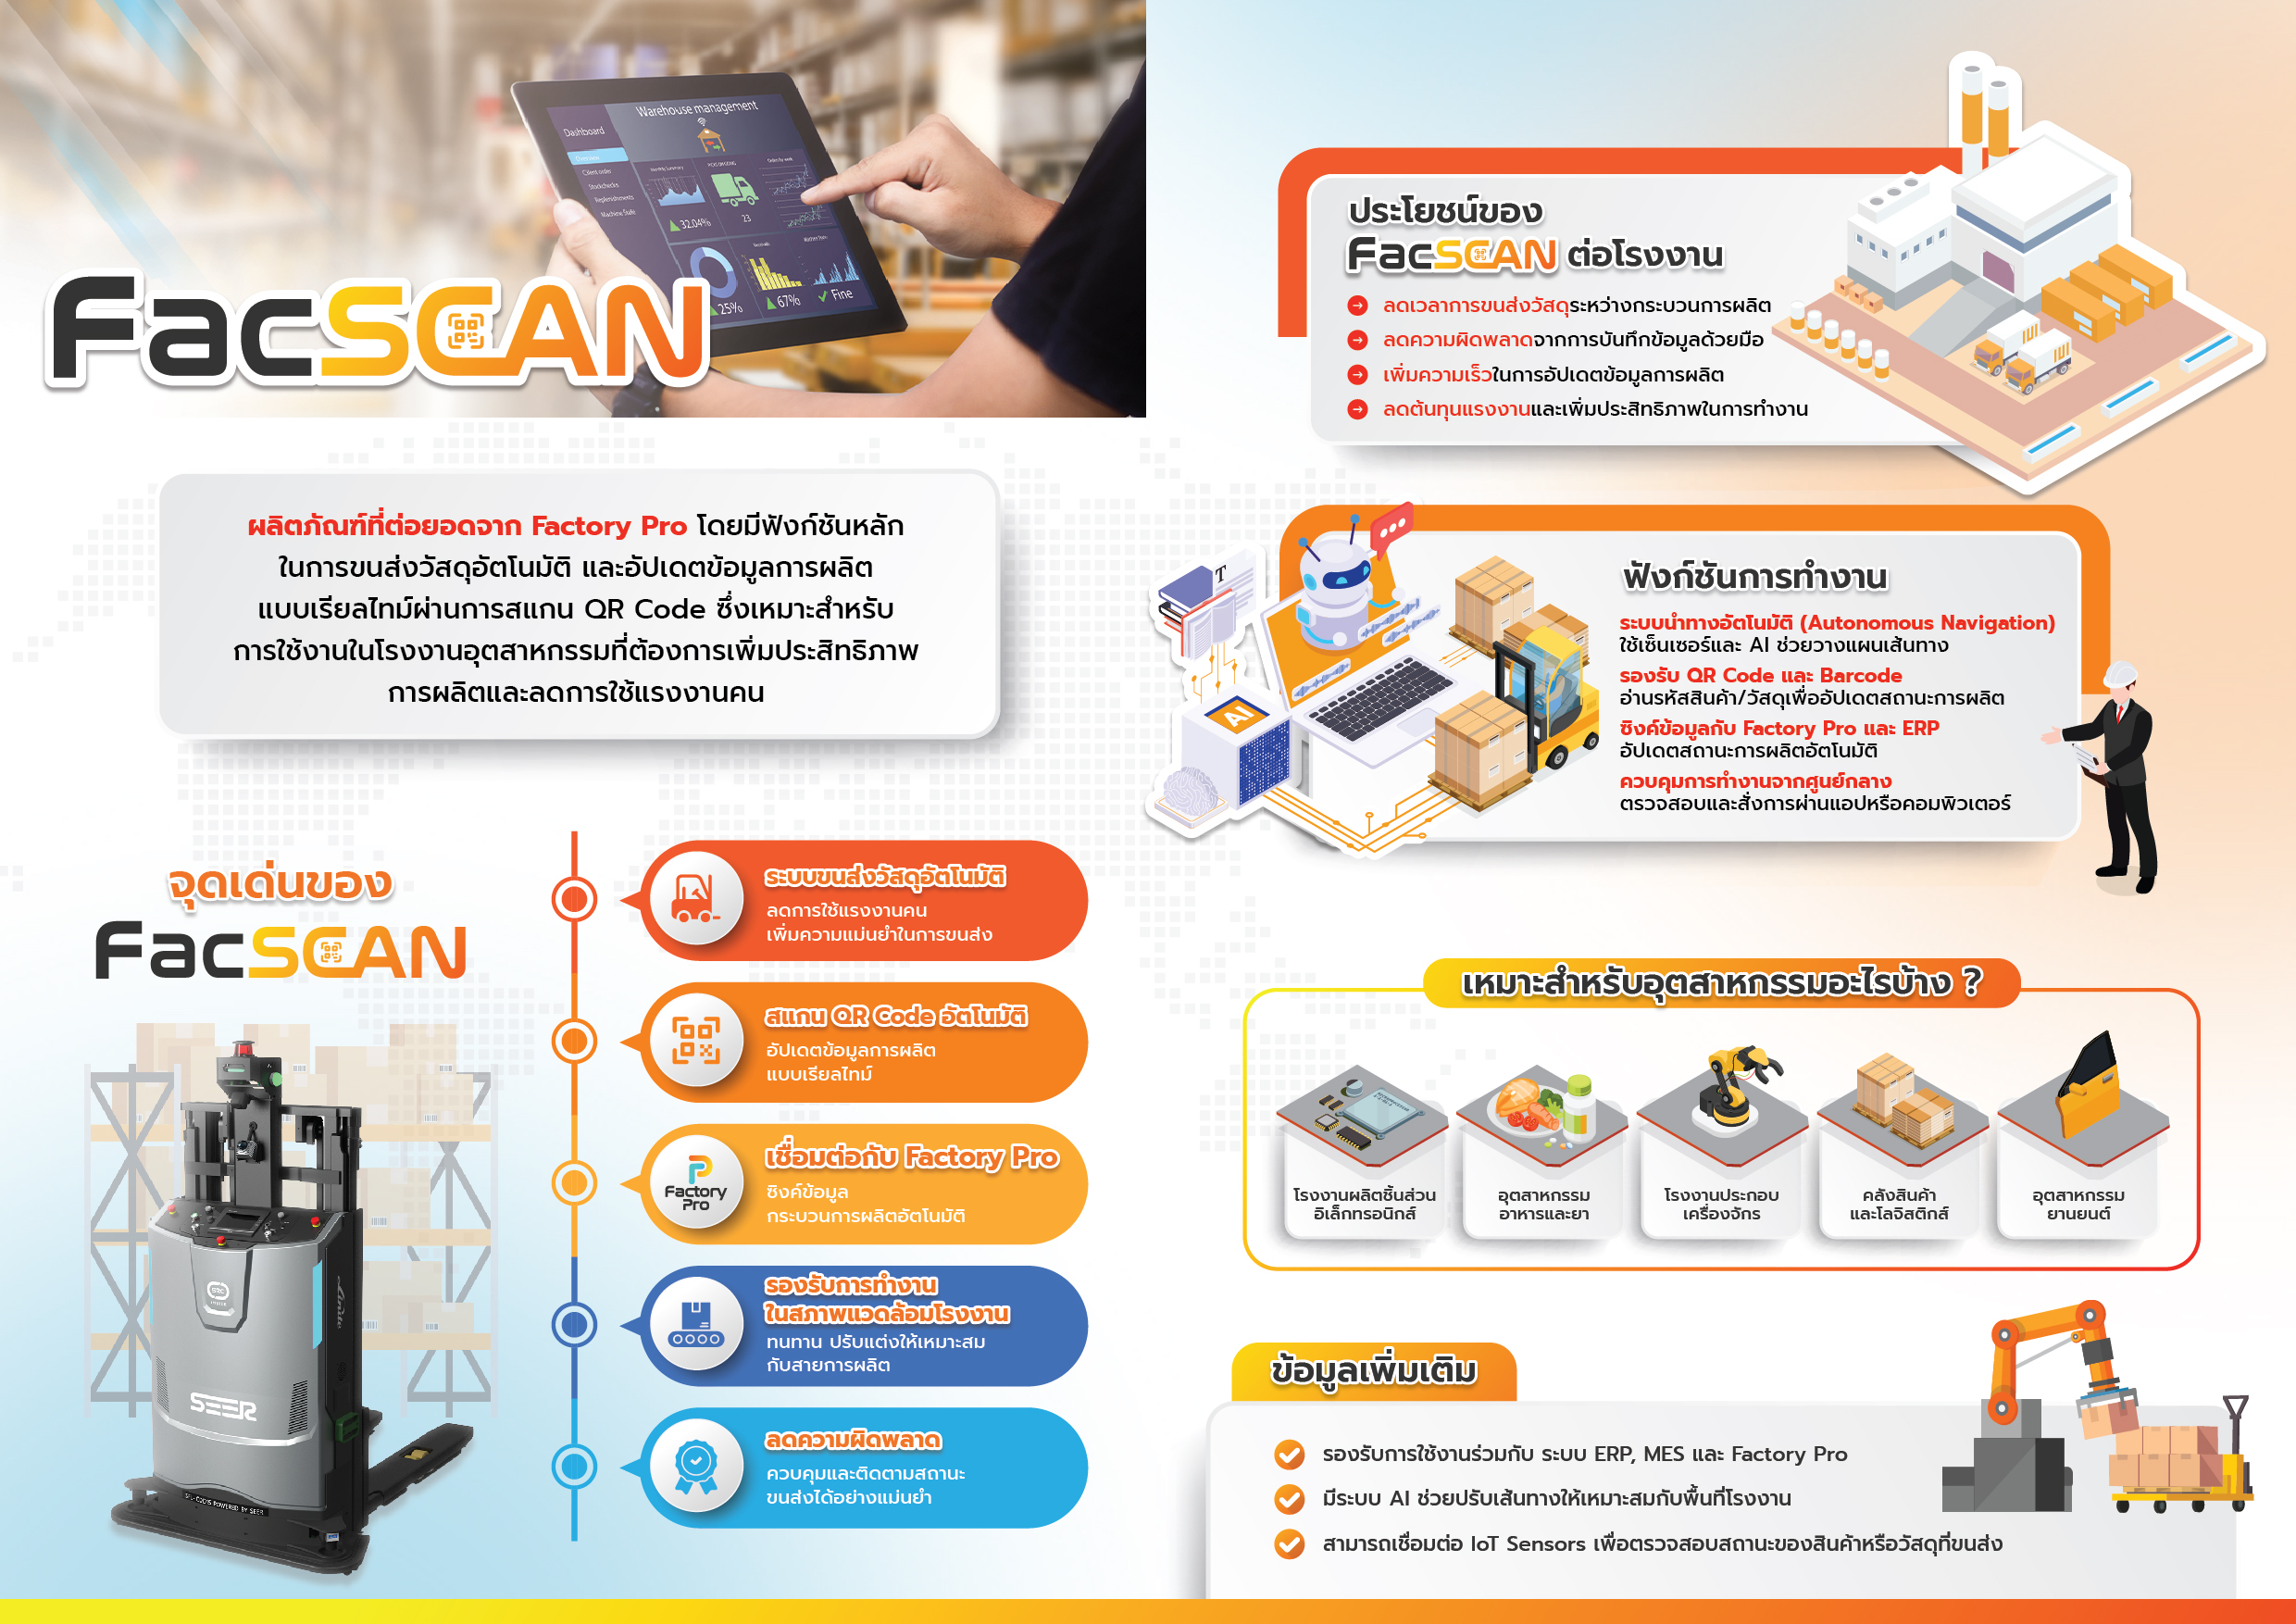 Warehouse management
Dashboard
Overview
Client order
Stockchecks
Replenishments
Machine Stats
Monthly Summary
Order by week
32.04%
23
25%
67%
Fine
FacSCAN
ผลิตภัณฑ์ที่ต่อยอดจาก Factory Pro โดยมีฟังก์ชันหลัก
ในการขนส่งวัสดุอัตโนมัติ และอัปเดตข้อมูลการผลิต
แบบเรียลไทม์ผ่านการสแกน QR Code ซึ่งเหมาะสำหรับ
การใช้งานในโรงงานอุตสาหกรรมที่ต้องการเพิ่มประสิทธิภาพ
การผลิตและลดการใช้แรงงานคน
จุดเด่นของ
FacSCAN
SEER
SFL-CDD15 POWERED BY SEER
ระบบขนส่งวัสดุอัตโนมัติ
ลดการใช้แรงงานคน
เพิ่มความแม่นยำในการขนส่ง
สแกน QR Code อัตโนมัติ
อัปเดตข้อมูลการผลิต
แบบเรียลไทม์
Factory
Pro
เชื่อมต่อกับ Factory Pro
ซิงค์ข้อมูล
กระบวนการผลิตอัตโนมัติ
รองรับการทำงาน
ในสภาพแวดล้อมโรงงาน
ทนทาน ปรับแต่งให้เหมาะสม
กับสายการผลิต
ลดความผิดพลาด
ควบคุมและติดตามสถานะ
ขนส่งได้อย่างแม่นยำ
ประโยชน์ของ
FacSCAN ต่อโรงงาน
ลดเวลาการขนส่งวัสดุระหว่างกระบวนการผลิต
ลดความผิดพลาดจากการบันทึกข้อมูลด้วยมือ
เพิ่มความเร็วในการอัปเดตข้อมูลการผลิต
ลดต้นทุนแรงงานและเพิ่มประสิทธิภาพในการทำงาน
T
AI
ฟังก์ชันการทำงาน
ระบบนำทางอัตโนมัติ (Autonomous Navigation)
ใช้เซ็นเซอร์และ AI ช่วยวางแผนเส้นทาง
รองรับ QR Code และ Barcode
อ่านรหัสสินค้า/วัสดุเพื่ออัปเดตสถานะการผลิต
ซิงค์ข้อมูลกับ Factory Pro และ ERP
อัปเดตสถานะการผลิตอัตโนมัติ
ควบคุมการทำงานจากศูนย์กลาง
ตรวจสอบและสั่งการผ่านแอปหรือคอมพิวเตอร์
เหมาะสำหรับอุตสาหกรรมอะไรบ้าง ?
โรงงานผลิตชิ้นส่วน
อิเล็กทรอนิกส์
อุตสาหกรรม
อาหารและยา
โรงงานประกอบ
เครื่องจักร
คลังสินค้า
และโลจิสติกส์
อุตสาหกรรม
ยานยนต์
ข้อมูลเพิ่มเติม
รองรับการใช้งานร่วมกับ ระบบ ERP, MES และ Factory Pro
มีระบบ AI ช่วยปรับเส้นทางให้เหมาะสมกับพื้นที่โรงงาน
สามารถเชื่อมต่อ IoT Sensors เพื่อตรวจสอบสถานะของสินค้าหรือวัสดุที่ขนส่ง